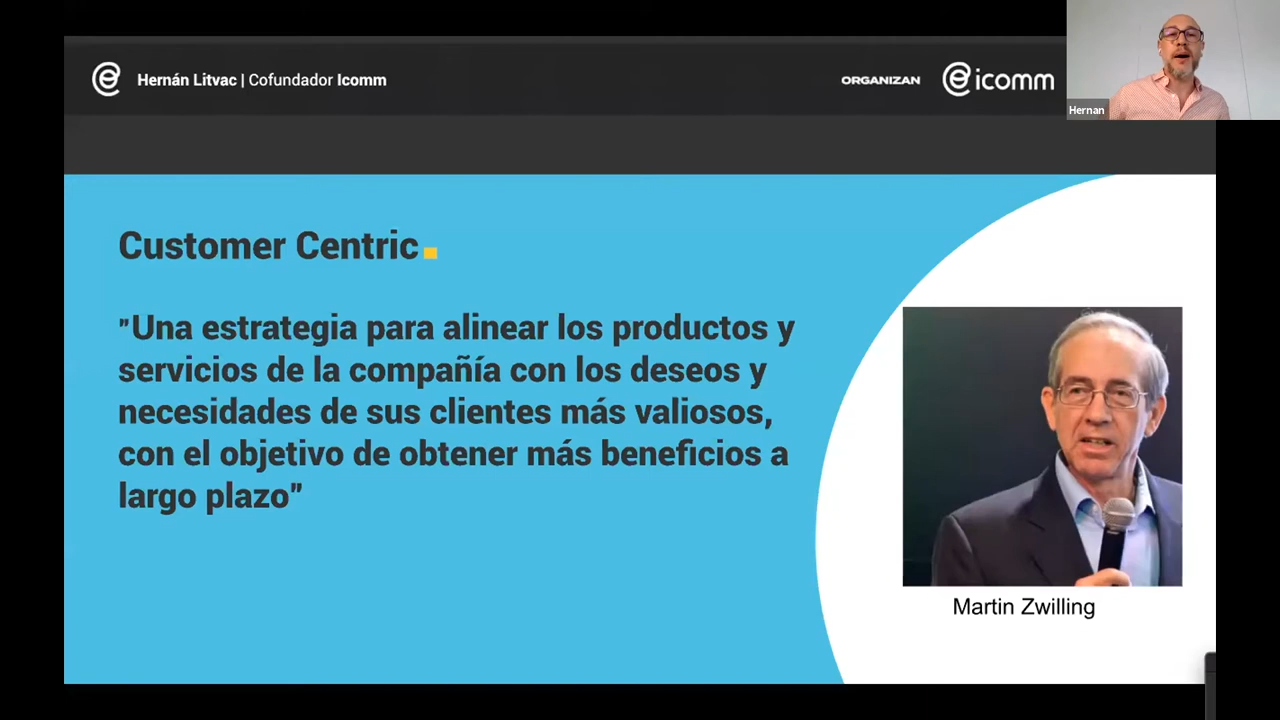 Hernán Litvac | Cofundador Icomm
ORGANIZAN
icomm
Hernan
Customer Centric.
"Una estrategia para alinear los productos y
servicios de la compañía con los deseos y
necesidades de sus clientes más valiosos,
con el objetivo de obtener más beneficios a
largo plazo"
Martin Zwilling